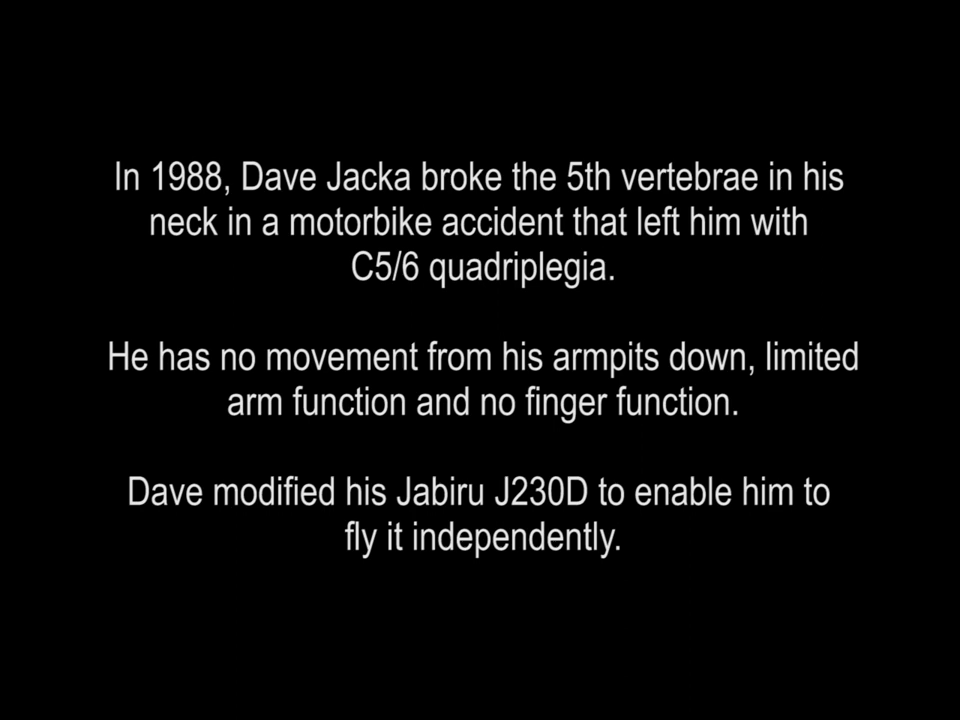 In 1988, Dave Jacka broke the 5th vertebrae in his
neck in a motorbike accident that left him with
C5/6 quadriplegia.
He has no movement from his armpits down, limited
arm function and no finger function.
Dave modified his Jabiru J230D to enable him to
fly it independently.